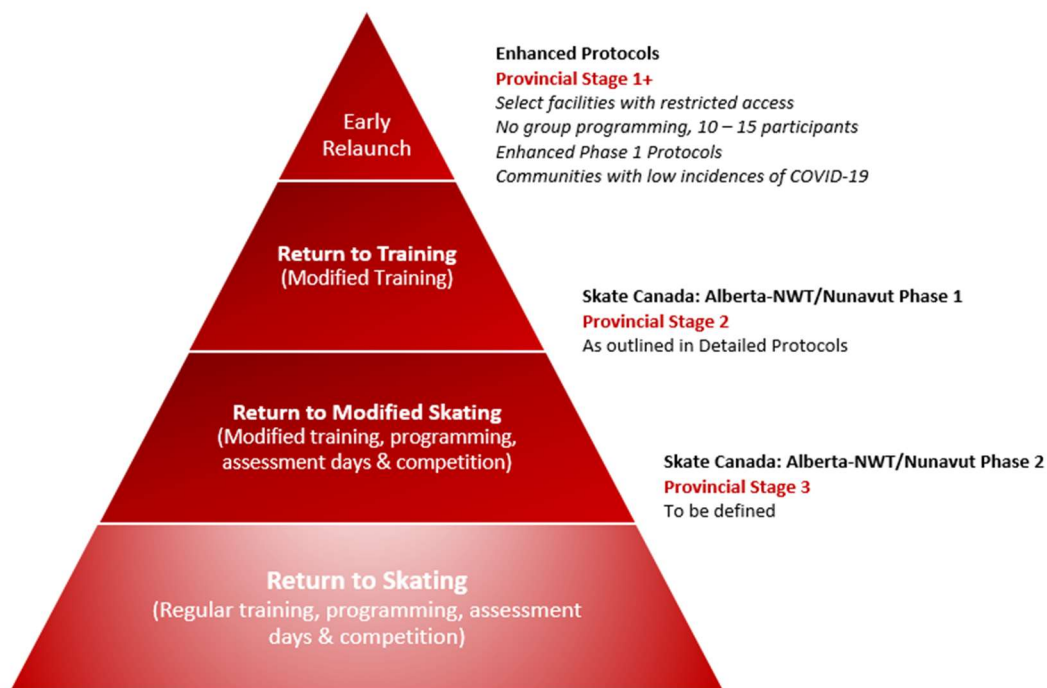 Enhanced Protocols
Provincial Stage 1+
Select facilities with restricted access
No group programming, 10 – 15 participants
Enhanced Phase 1 Protocols
Communities with low incidences of COVID-19
Early
Relaunch
Return to Training
(Modified Training)
Skate Canada: Alberta-NWT/Nunavut Phase 1
Provincial Stage 2
As outlined in Detailed Protocols
Return to Modified Skating
(Modified training, programming,
assessment days & competition)
Skate Canada: Alberta-NWT/Nunavut Phase 2
Provincial Stage 3
To be defined
Return to Skating
(Regular training, programming, assessment
days & competition)